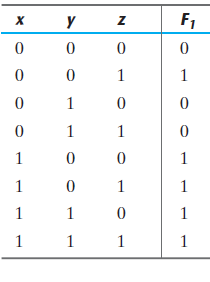 x y z F₁
0 0 0 0
0 0 1 1
0 1 0 0
0 1 1 0
1 0 0 1
1 0 1 1
1 1 0 1
1 1 1 1